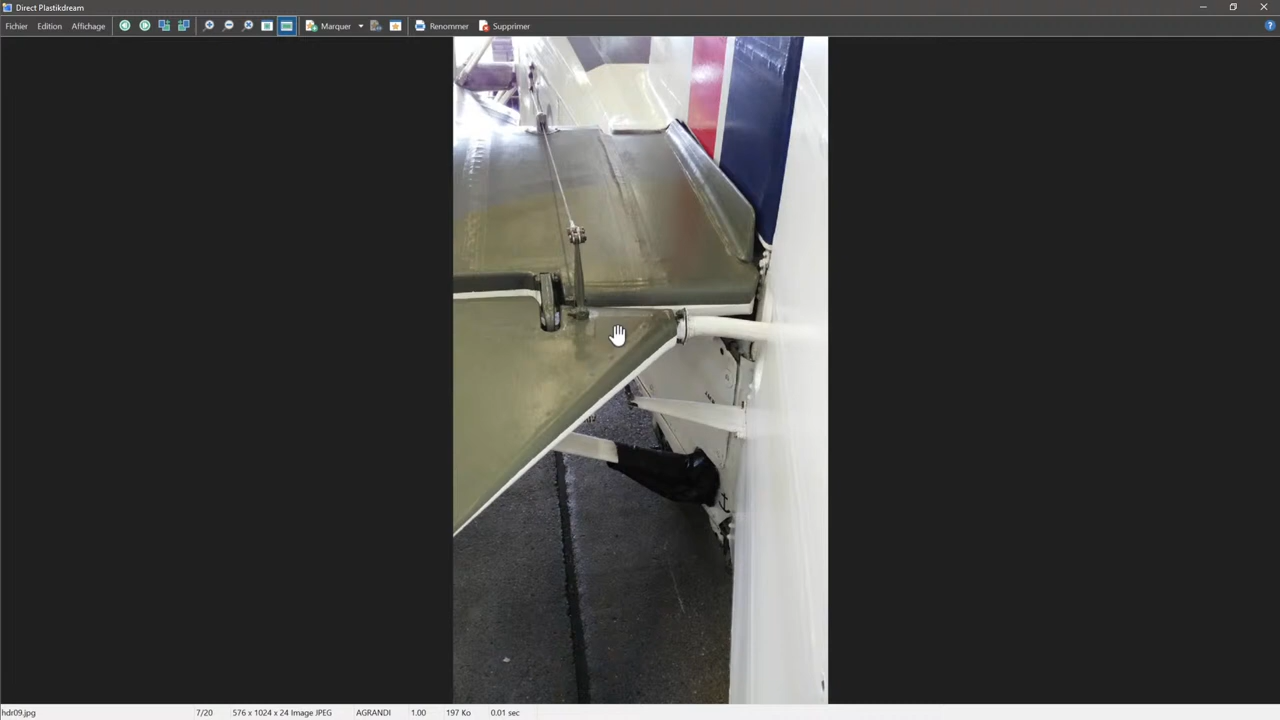 Direct Plastikdream
Fichier Edition Affichage Marquer Renommer Supprimer
hdr09.jpg 7/20 576 x 1024 x 24 Image JPEG AGRANDI 1.00 197 Ko 0.01 sec